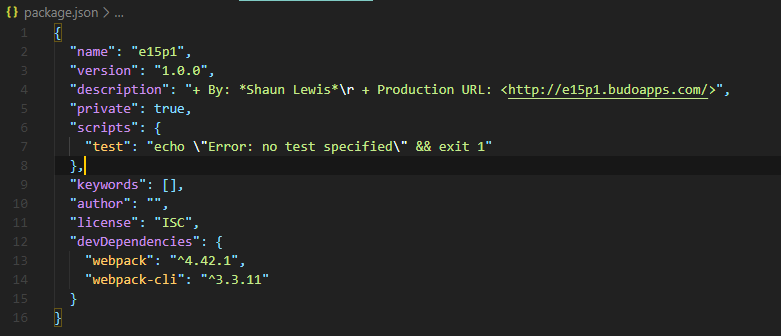 {} package.json > ...
1 {
2 "name": "e15p1",
3 "version": "1.0.0",
4 "description": "+ By: *Shaun Lewis*\r + Production URL: <http://e15p1.budoapps.com/>",
5 "private": true,
6 "scripts": {
7 "test": "echo \"Error: no test specified\" && exit 1"
8 },
9 "keywords": [],
10 "author": "",
11 "license": "ISC",
12 "devDependencies": {
13 "webpack": "^4.42.1",
14 "webpack-cli": "^3.3.11"
15 }
16 }